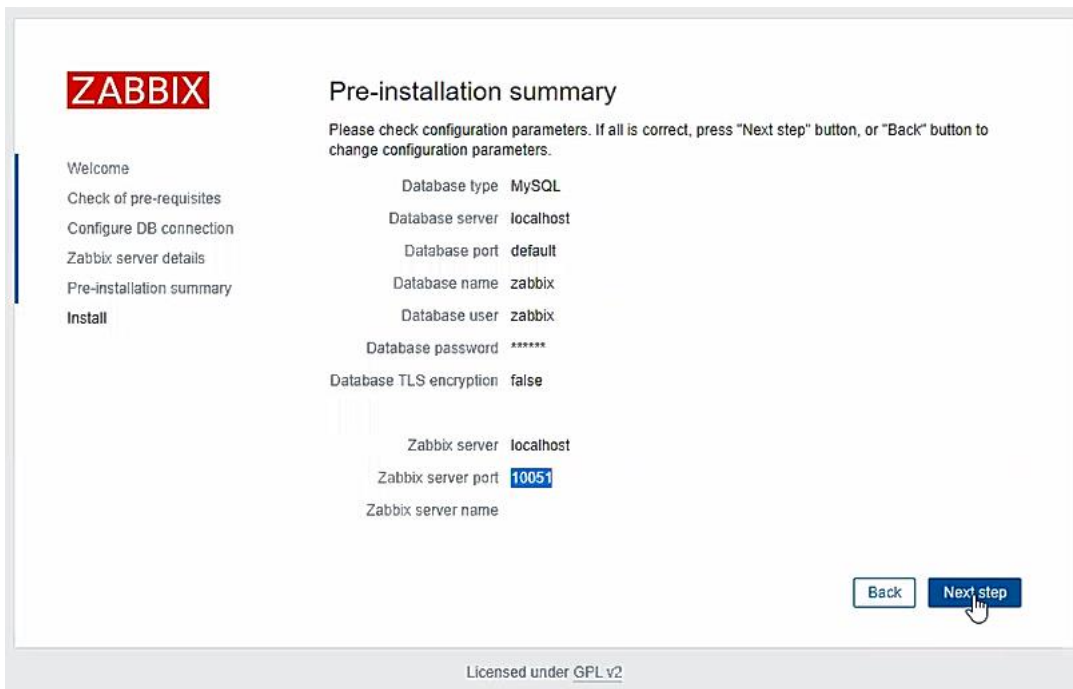 ZABBIX
Welcome
Check of pre-requisites
Configure DB connection
Zabbix server details
Pre-installation summary
Install
Pre-installation summary
Please check configuration parameters. If all is correct, press "Next step" button, or "Back" button to
change configuration parameters.
Database type MySQL
Database server localhost
Database port default
Database name zabbix
Database user zabbix
Database password ******
Database TLS encryption false
Zabbix server localhost
Zabbix server port 10051
Zabbix server name
Back Next step
Licensed under GPL v2